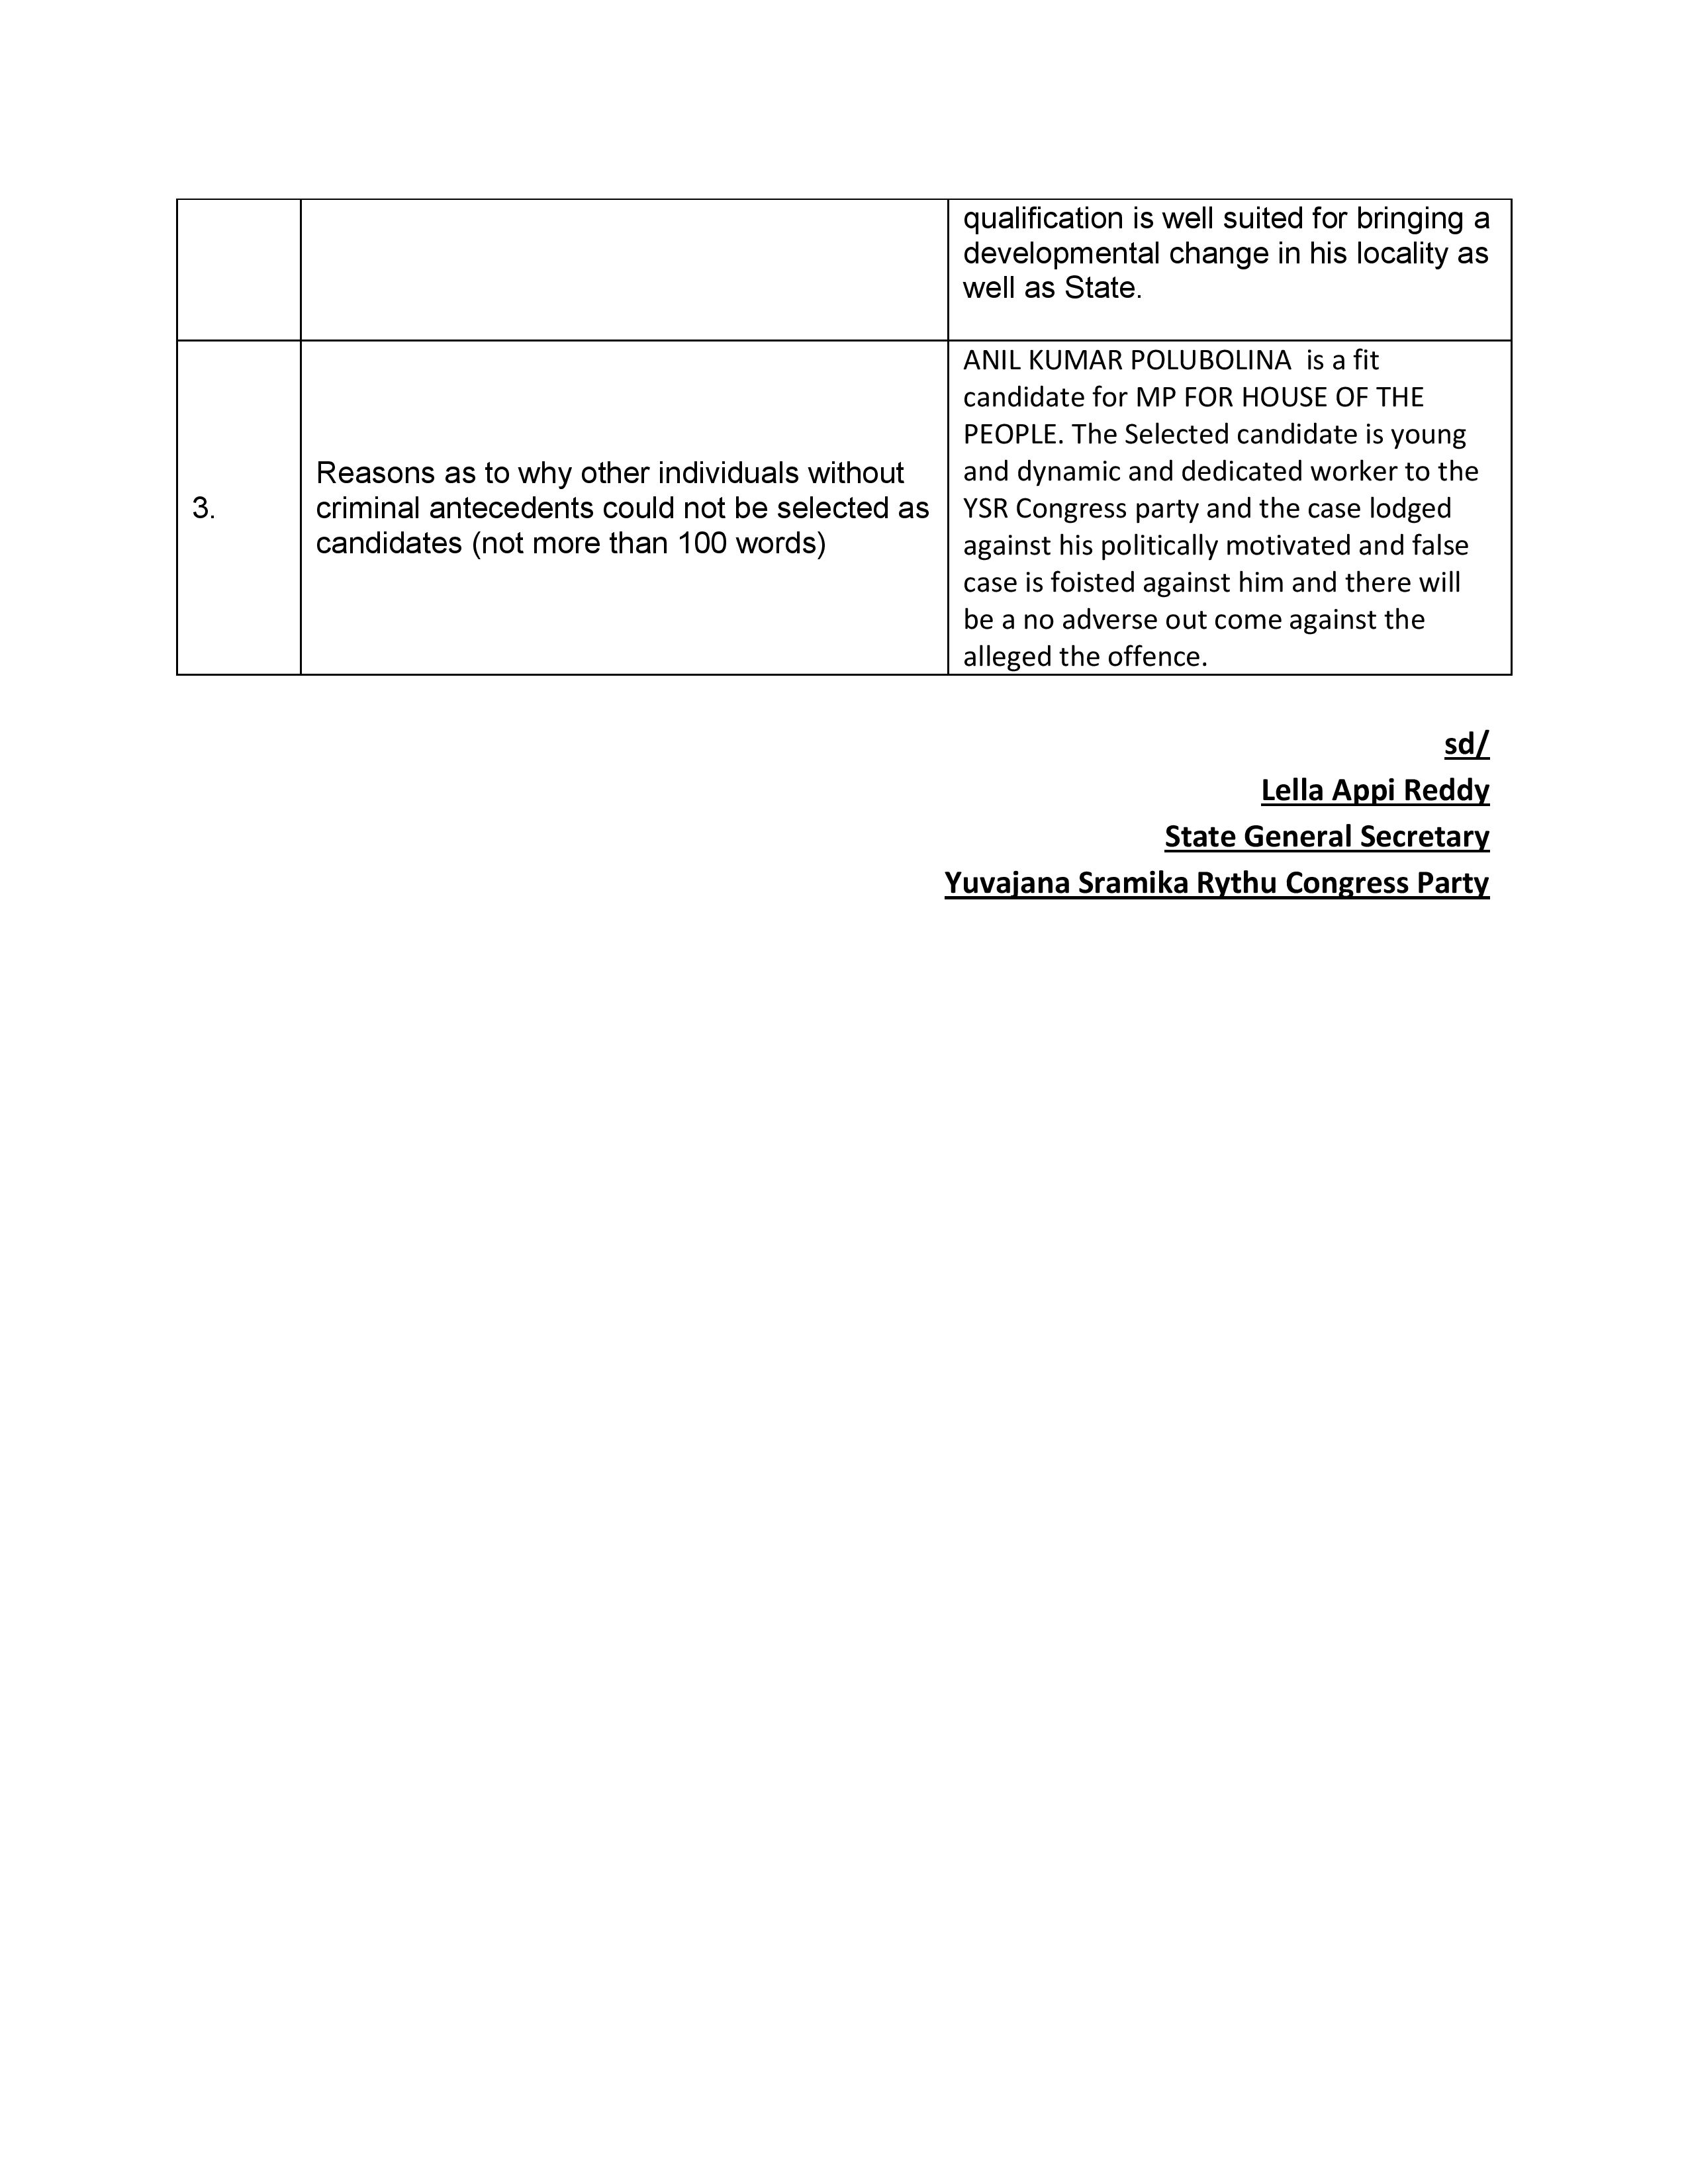 qualification is well suited for bringing a
developmental change in his locality as
well as State.
3.
Reasons as to why other individuals without
criminal antecedents could not be selected as
candidates (not more than 100 words)
ANIL KUMAR POLUBOLINA  is a fit
candidate for MP FOR HOUSE OF THE
PEOPLE. The Selected candidate is young
and dynamic and dedicated worker to the
YSR Congress party and the case lodged
against his politically motivated and false
case is foisted against him and there will
be a no adverse out come against the
alleged the offence.
sd/
Lella Appi Reddy
State General Secretary
Yuvajana Sramika Rythu Congress Party